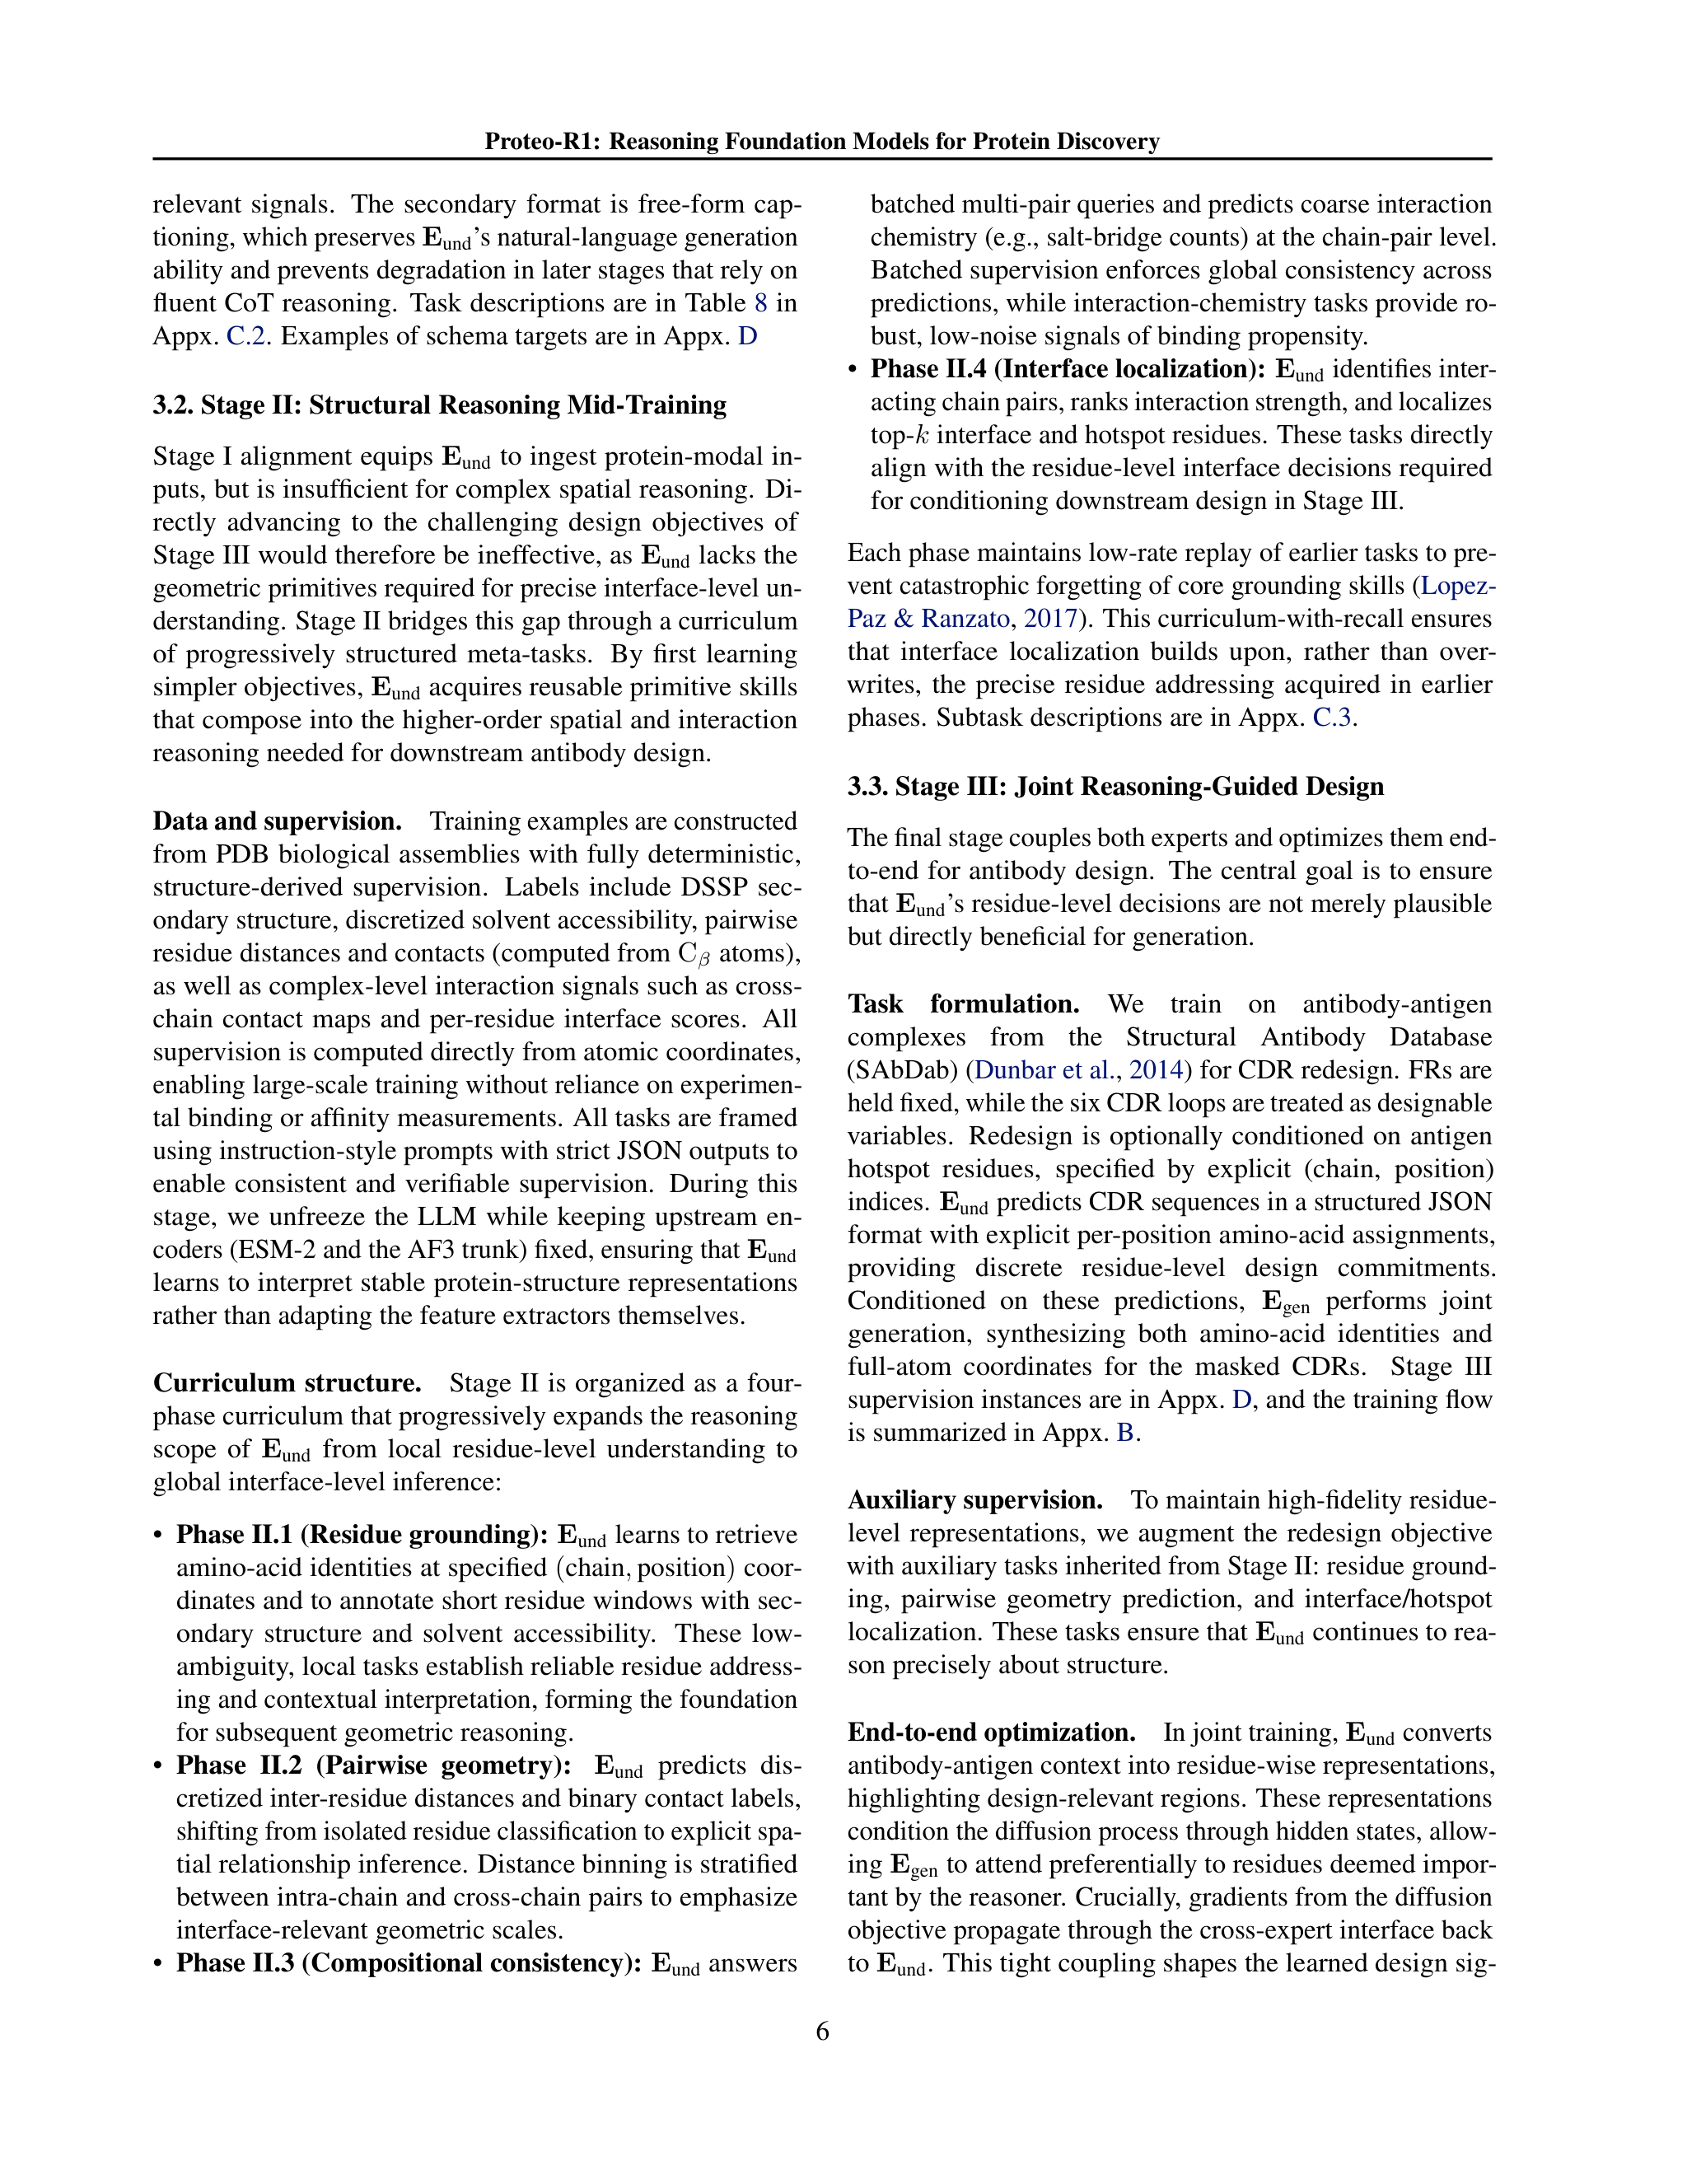 Proteo-R1: Reasoning Foundation Models for Protein Discovery
relevant signals. The secondary format is free-form cap-
tioning, which preserves Eund's natural-language generation
ability and prevents degradation in later stages that rely on
fluent CoT reasoning. Task descriptions are in Table 8 in
Appx. C.2. Examples of schema targets are in Appx. D
3.2. Stage II: Structural Reasoning Mid-Training
Stage I alignment equips Eund to ingest protein-modal in-
puts, but is insufficient for complex spatial reasoning. Di-
rectly advancing to the challenging design objectives of
Stage III would therefore be ineffective, as Eund lacks the
geometric primitives required for precise interface-level un-
derstanding. Stage II bridges this gap through a curriculum
of progressively structured meta-tasks. By first learning
simpler objectives, Eund acquires reusable primitive skills
that compose into the higher-order spatial and interaction
reasoning needed for downstream antibody design.
Data and supervision. Training examples are constructed
from PDB biological assemblies with fully deterministic,
structure-derived supervision. Labels include DSSP sec-
ondary structure, discretized solvent accessibility, pairwise
residue distances and contacts (computed from Cβ atoms),
as well as complex-level interaction signals such as cross-
chain contact maps and per-residue interface scores. All
supervision is computed directly from atomic coordinates,
enabling large-scale training without reliance on experimen-
tal binding or affinity measurements. All tasks are framed
using instruction-style prompts with strict JSON outputs to
enable consistent and verifiable supervision. During this
stage, we unfreeze the LLM while keeping upstream en-
coders (ESM-2 and the AF3 trunk) fixed, ensuring that Eund
learns to interpret stable protein-structure representations
rather than adapting the feature extractors themselves.
Curriculum structure. Stage II is organized as a four-
phase curriculum that progressively expands the reasoning
scope of Eund from local residue-level understanding to
global interface-level inference:
• Phase II.1 (Residue grounding): Eund learns to retrieve
amino-acid identities at specified (chain, position) coor-
dinates and to annotate short residue windows with sec-
ondary structure and solvent accessibility. These low-
ambiguity, local tasks establish reliable residue address-
ing and contextual interpretation, forming the foundation
for subsequent geometric reasoning.
• Phase II.2 (Pairwise geometry): Eund predicts dis-
cretized inter-residue distances and binary contact labels,
shifting from isolated residue classification to explicit spa-
tial relationship inference. Distance binning is stratified
between intra-chain and cross-chain pairs to emphasize
interface-relevant geometric scales.
• Phase II.3 (Compositional consistency): Eund answers
batched multi-pair queries and predicts coarse interaction
chemistry (e.g., salt-bridge counts) at the chain-pair level.
Batched supervision enforces global consistency across
predictions, while interaction-chemistry tasks provide ro-
bust, low-noise signals of binding propensity.
• Phase II.4 (Interface localization): Eund identifies inter-
acting chain pairs, ranks interaction strength, and localizes
top-k interface and hotspot residues. These tasks directly
align with the residue-level interface decisions required
for conditioning downstream design in Stage III.
Each phase maintains low-rate replay of earlier tasks to pre-
vent catastrophic forgetting of core grounding skills (Lopez-
Paz & Ranzato, 2017). This curriculum-with-recall ensures
that interface localization builds upon, rather than over-
writes, the precise residue addressing acquired in earlier
phases. Subtask descriptions are in Appx. C.3.
3.3. Stage III: Joint Reasoning-Guided Design
The final stage couples both experts and optimizes them end-
to-end for antibody design. The central goal is to ensure
that Eund's residue-level decisions are not merely plausible
but directly beneficial for generation.
Task formulation. We train on antibody-antigen
complexes from the Structural Antibody Database
(SAbDab) (Dunbar et al., 2014) for CDR redesign. FRs are
held fixed, while the six CDR loops are treated as designable
variables. Redesign is optionally conditioned on antigen
hotspot residues, specified by explicit (chain, position)
indices. Eund predicts CDR sequences in a structured JSON
format with explicit per-position amino-acid assignments,
providing discrete residue-level design commitments.
Conditioned on these predictions, Egen performs joint
generation, synthesizing both amino-acid identities and
full-atom coordinates for the masked CDRs. Stage III
supervision instances are in Appx. D, and the training flow
is summarized in Appx. B.
Auxiliary supervision. To maintain high-fidelity residue-
level representations, we augment the redesign objective
with auxiliary tasks inherited from Stage II: residue ground-
ing, pairwise geometry prediction, and interface/hotspot
localization. These tasks ensure that Eund continues to rea-
son precisely about structure.
End-to-end optimization. In joint training, Eund converts
antibody-antigen context into residue-wise representations,
highlighting design-relevant regions. These representations
condition the diffusion process through hidden states, allow-
ing Egen to attend preferentially to residues deemed impor-
tant by the reasoner. Crucially, gradients from the diffusion
objective propagate through the cross-expert interface back
to Eund. This tight coupling shapes the learned design sig-
6